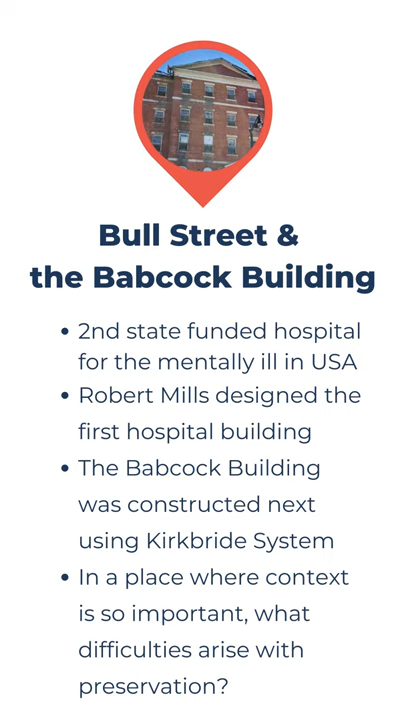 Bull Street &
the Babcock Building
• 2nd state funded hospital
for the mentally ill in USA
• Robert Mills designed the
first hospital building
• The Babcock Building
was constructed next
using Kirkbride System
• In a place where context
is so important, what
difficulties arise with
preservation?